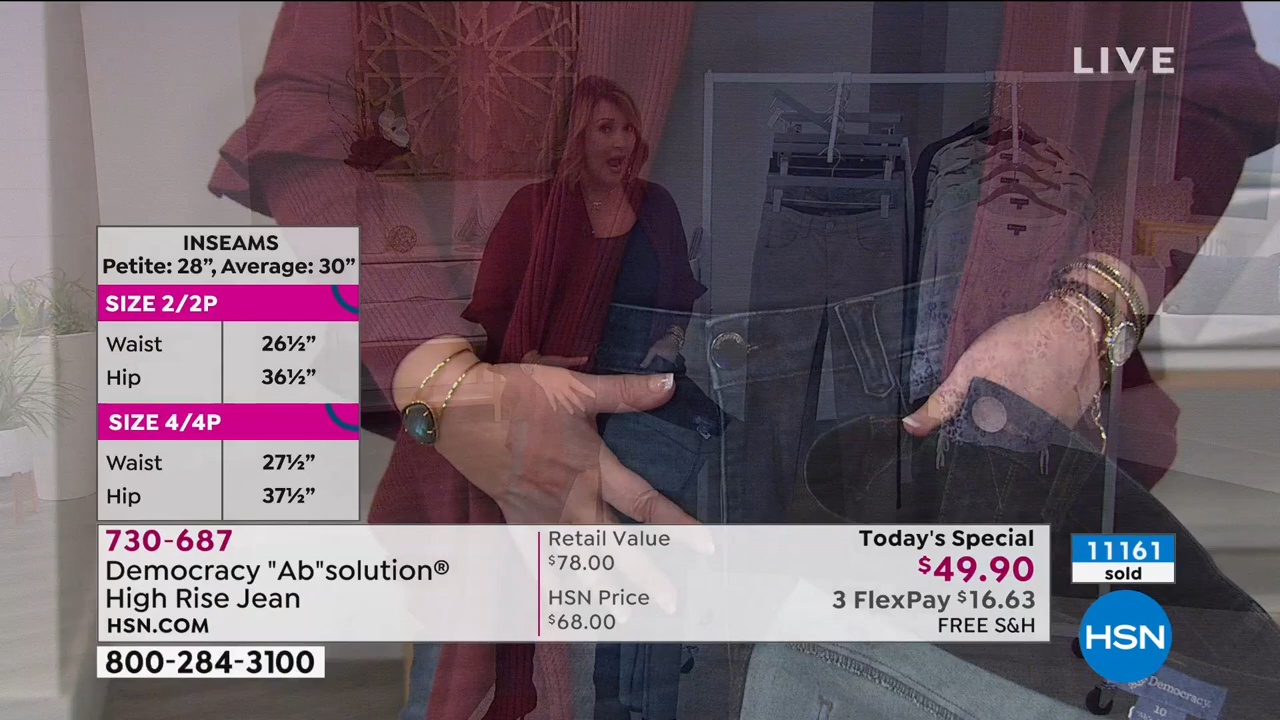 LIVE
INSEAMS
Petite: 28”, Average: 30”
SIZE 2/2P
Waist 26½”
Hip 36½”
SIZE 4/4P
Waist 27½”
Hip 37½”
730-687
Democracy "Ab"solution®
High Rise Jean
HSN.COM
800-284-3100
Retail Value
$78.00
HSN Price
$68.00
Today's Special
$49.90
3 FlexPay $16.63
FREE S&H
11161
sold
HSN
Democracy
10